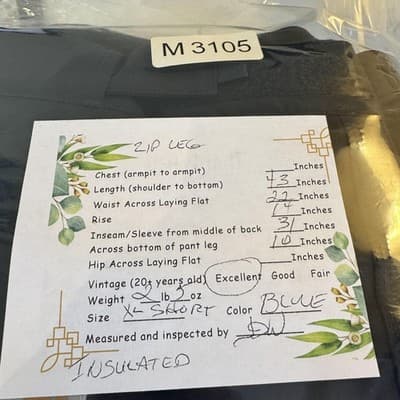 M 3105
ZIP LEG
Chest (armpit to armpit) Inches
Length (shoulder to bottom) 43 Inches
Waist Across Laying Flat 22 Inches
Rise Inches
Inseam/Sleeve from middle of back 31 Inches
Across bottom of pant leg 10 Inches
Hip Across Laying Flat Inches
Vintage (20+ years old) Excellent Good Fair
Weight 2 lb oz
Size XL SHORT Color BLUE
Measured and inspected by DW
INSULATED